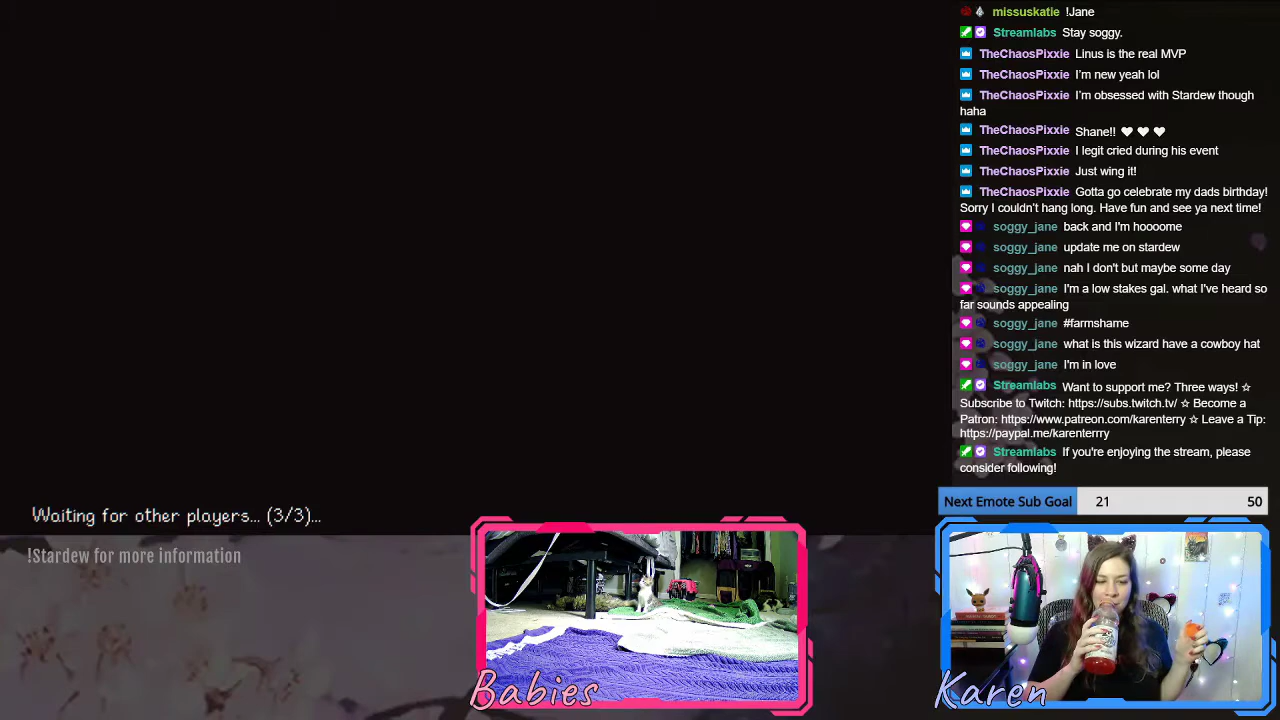 missuskatie !Jane
Streamlabs Stay soggy.
TheChaosPixxie Linus is the real MVP
TheChaosPixxie I'm new yeah lol
TheChaosPixxie I'm obsessed with Stardew though
haha
TheChaosPixxie Shane!! ♥ ♥ ♥
TheChaosPixxie I legit cried during his event
TheChaosPixxie Just wing it!
TheChaosPixxie Gotta go celebrate my dads birthday!
Sorry I couldn't hang long. Have fun and see ya next time!
soggy_jane back and I'm hoooome
soggy_jane update me on stardew
soggy_jane nah I don't but maybe some day
soggy_jane I'm a low stakes gal. what I've heard so
far sounds appealing
soggy_jane #farmshame
soggy_jane what is this wizard have a cowboy hat
soggy_jane I'm in love
Streamlabs Want to support me? Three ways! ☆
Subscribe to Twitch: https://subs.twitch.tv/ ☆ Become a
Patron: https://www.patreon.com/karenterry ☆ Leave a Tip:
https://paypal.me/karenterrry
Streamlabs If you're enjoying the stream, please
consider following!
Next Emote Sub Goal 21 50
Waiting for other players... (3/3)...
!Stardew for more information
Babies
Karen